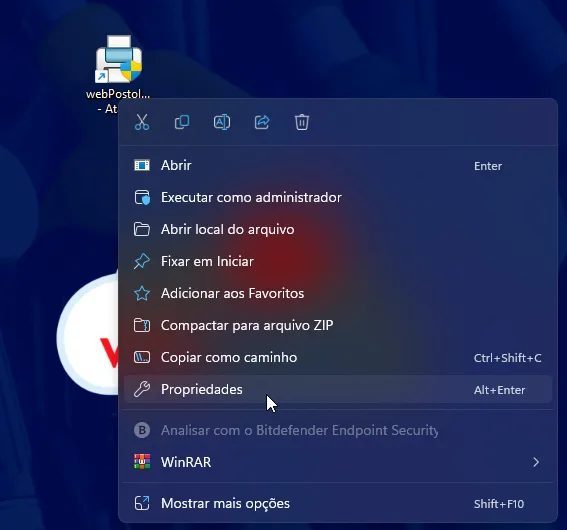 webPostol...
- At
Abrir Enter
Executar como administrador
Abrir local do arquivo
Fixar em Iniciar
Adicionar aos Favoritos
Compactar para arquivo ZIP
Copiar como caminho Ctrl+Shift+C
Propriedades Alt+Enter
B Analisar com o Bitdefender Endpoint Security
WinRAR
Mostrar mais opções Shift+F10